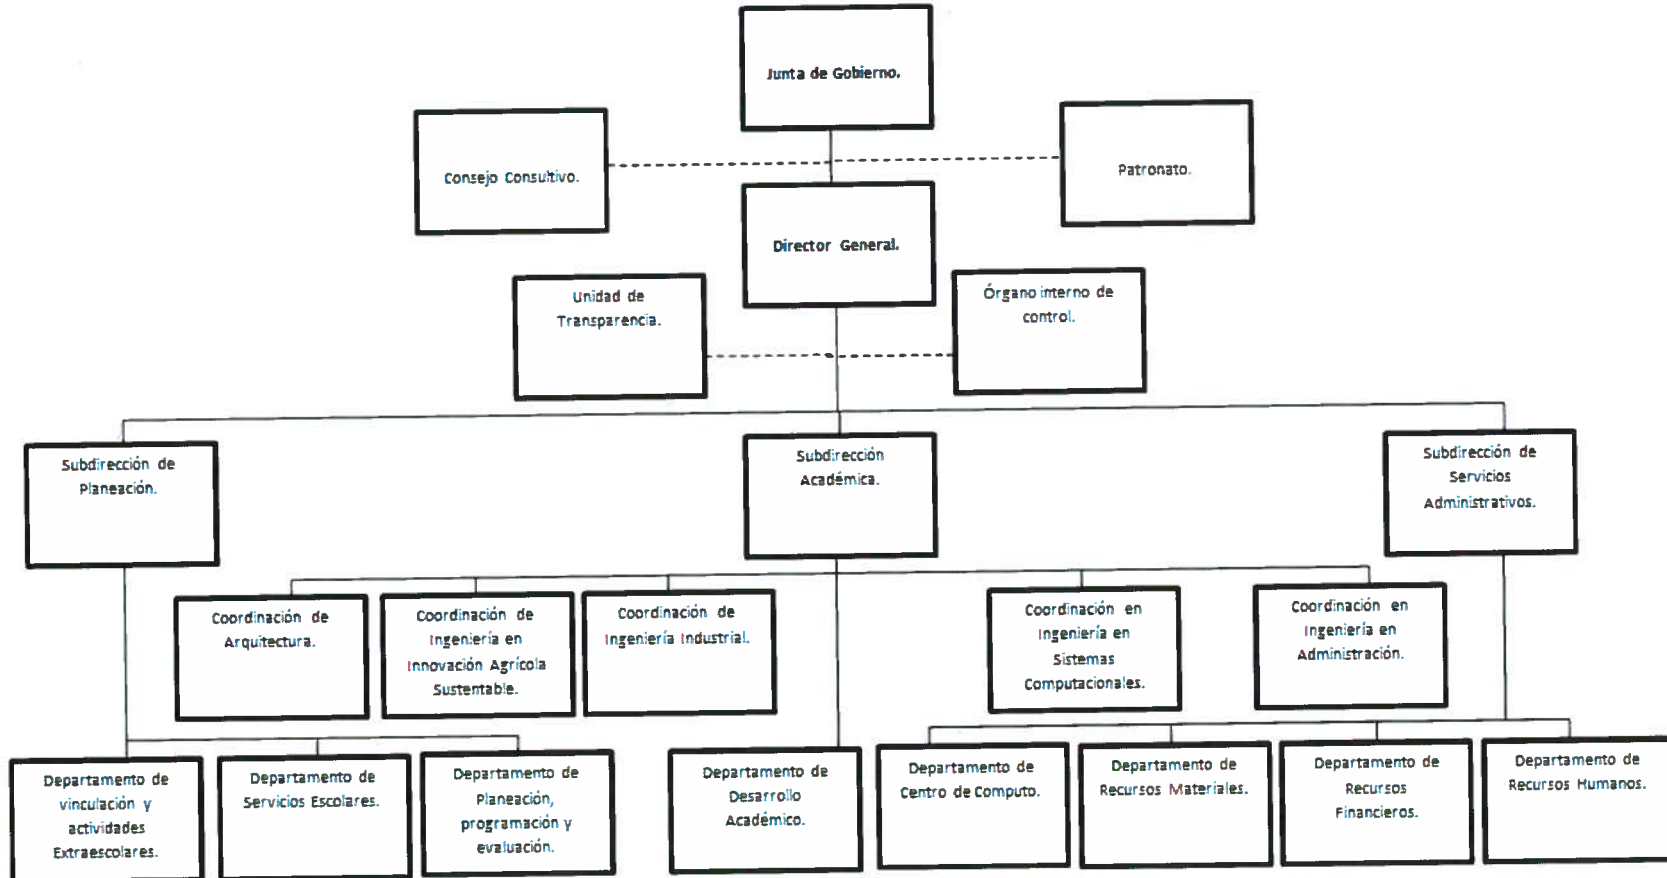 Junta de Gobierno.
Consejo Consultivo.
Patronato.
Director General.
Unidad de
Transparencia.
Órgano interno de
control.
Subdirección de
Planeación.
Subdirección
Académica.
Subdirección de
Servicios
Administrativos.
Coordinación de
Arquitectura.
Coordinación de
Ingeniería en
Innovación Agrícola
Sustentable.
Coordinación de
Ingeniería Industrial.
Coordinación en
Ingeniería en
Sistemas
Computacionales.
Coordinación en
Ingeniería en
Administración.
Departamento de
vinculación y
actividades
Extraescolares.
Departamento de
Servicios Escolares.
Departamento de
Planeación,
programación y
evaluación.
Departamento de
Desarrollo
Académico.
Departamento de
Centro de Computo.
Departamento de
Recursos Materiales.
Departamento de
Recursos
Financieros.
Departamento de
Recursos Humanos.